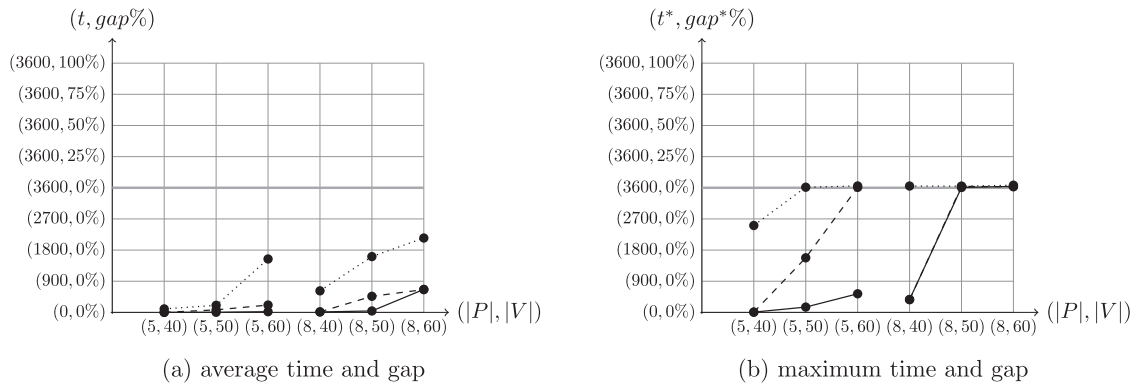 (t, gap%)
(3600, 100%)
(3600, 75%)
(3600, 50%)
(3600, 25%)
(3600, 0%)
(2700, 0%)
(1800, 0%)
(900, 0%)
(0, 0%)
(5, 40) (5, 50) (5, 60) (8, 40) (8, 50) (8, 60)
(|P|, |V|)
(a) average time and gap
(t*, gap*%)
(3600, 100%)
(3600, 75%)
(3600, 50%)
(3600, 25%)
(3600, 0%)
(2700, 0%)
(1800, 0%)
(900, 0%)
(0, 0%)
(5, 40) (5, 50) (5, 60) (8, 40) (8, 50) (8, 60)
(|P|, |V|)
(b) maximum time and gap